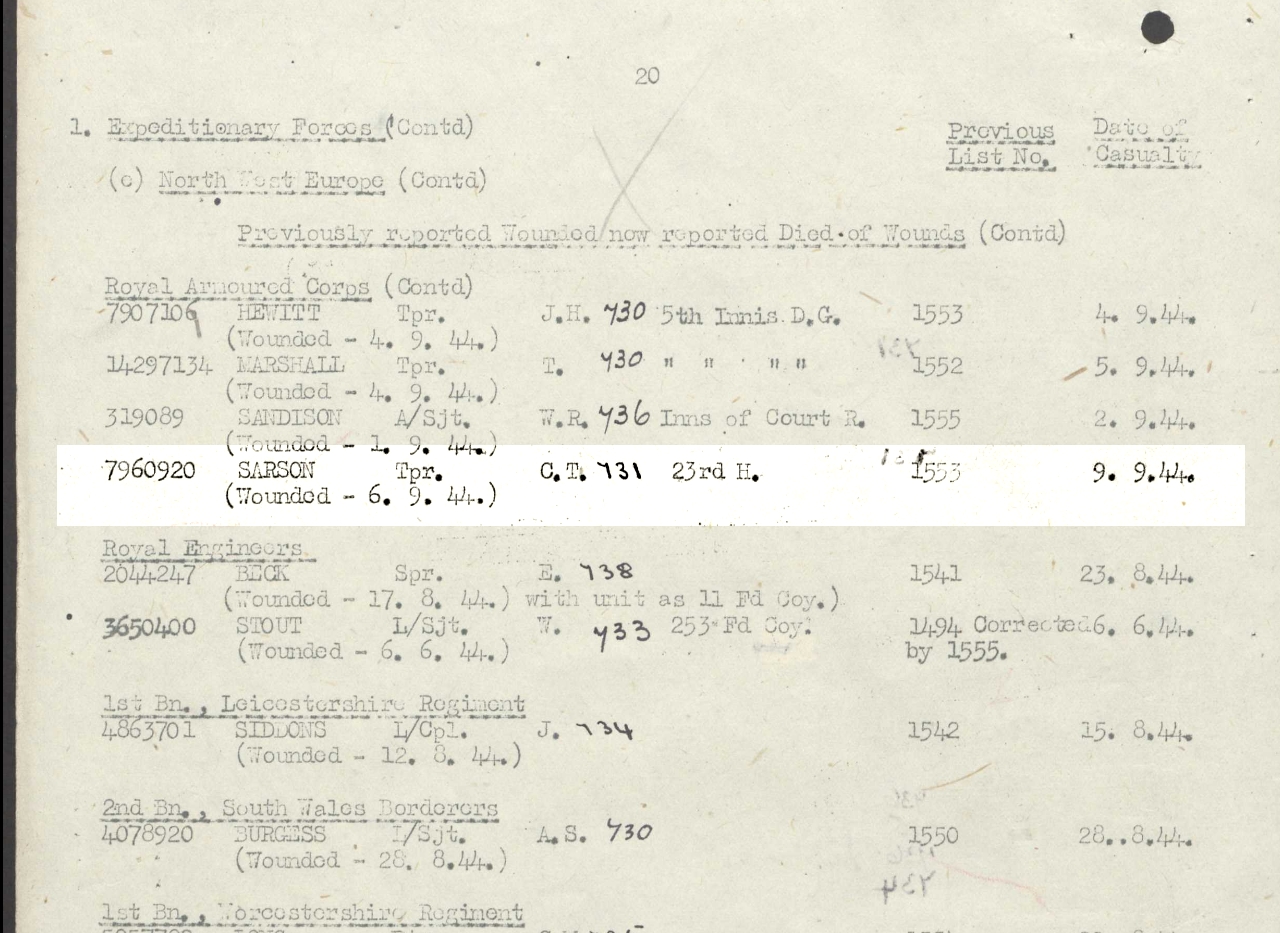 20
1. Expeditionary Forces (Contd)
Previous List No. Date of Casualty
(c) North West Europe (Contd)
Previously reported Wounded now reported Died of Wounds (Contd)
Royal Armoured Corps (Contd)
7907106 HEWITT Tpr. J.H. 730 5th Innis D.G. 1553 4. 9.44.
(Wounded - 4. 9. 44.)
14297134 MARSHALL Tpr. T. 730 " " " " 1552 5. 9.44.
(Wounded - 4. 9. 44.)
319089 SANDISON A/Sjt. W.R. 736 Inns of Court R. 1555 2. 9.44.
(Wounded - 1. 9. 44.)
7960920 SARSON Tpr. C.T. 731 23rd H. 1553 9. 9.44.
(Wounded - 6. 9. 44.)
Royal Engineers
2044247 BECK Spr. E. 738 1541 23. 8.44.
(Wounded - 17. 8. 44.) with unit as 11 Fd Coy.)
3650400 STOUT L/Sjt. W. 733 253 Fd Coy. 1494 Corrected 6. 6.44.
(Wounded - 6. 6. 44.) by 1555.
1st Bn., Leicestershire Regiment
4863701 SIDDONS L/Cpl. J. 734 1542 15. 8.44.
(Wounded - 12. 8. 44.)
2nd Bn., South Wales Borderers
4078920 BURGESS L/Sjt. A.S. 730 1550 28..8.44.
(Wounded - 28. 8.44.)
1st Bn., Worcestershire Regiment